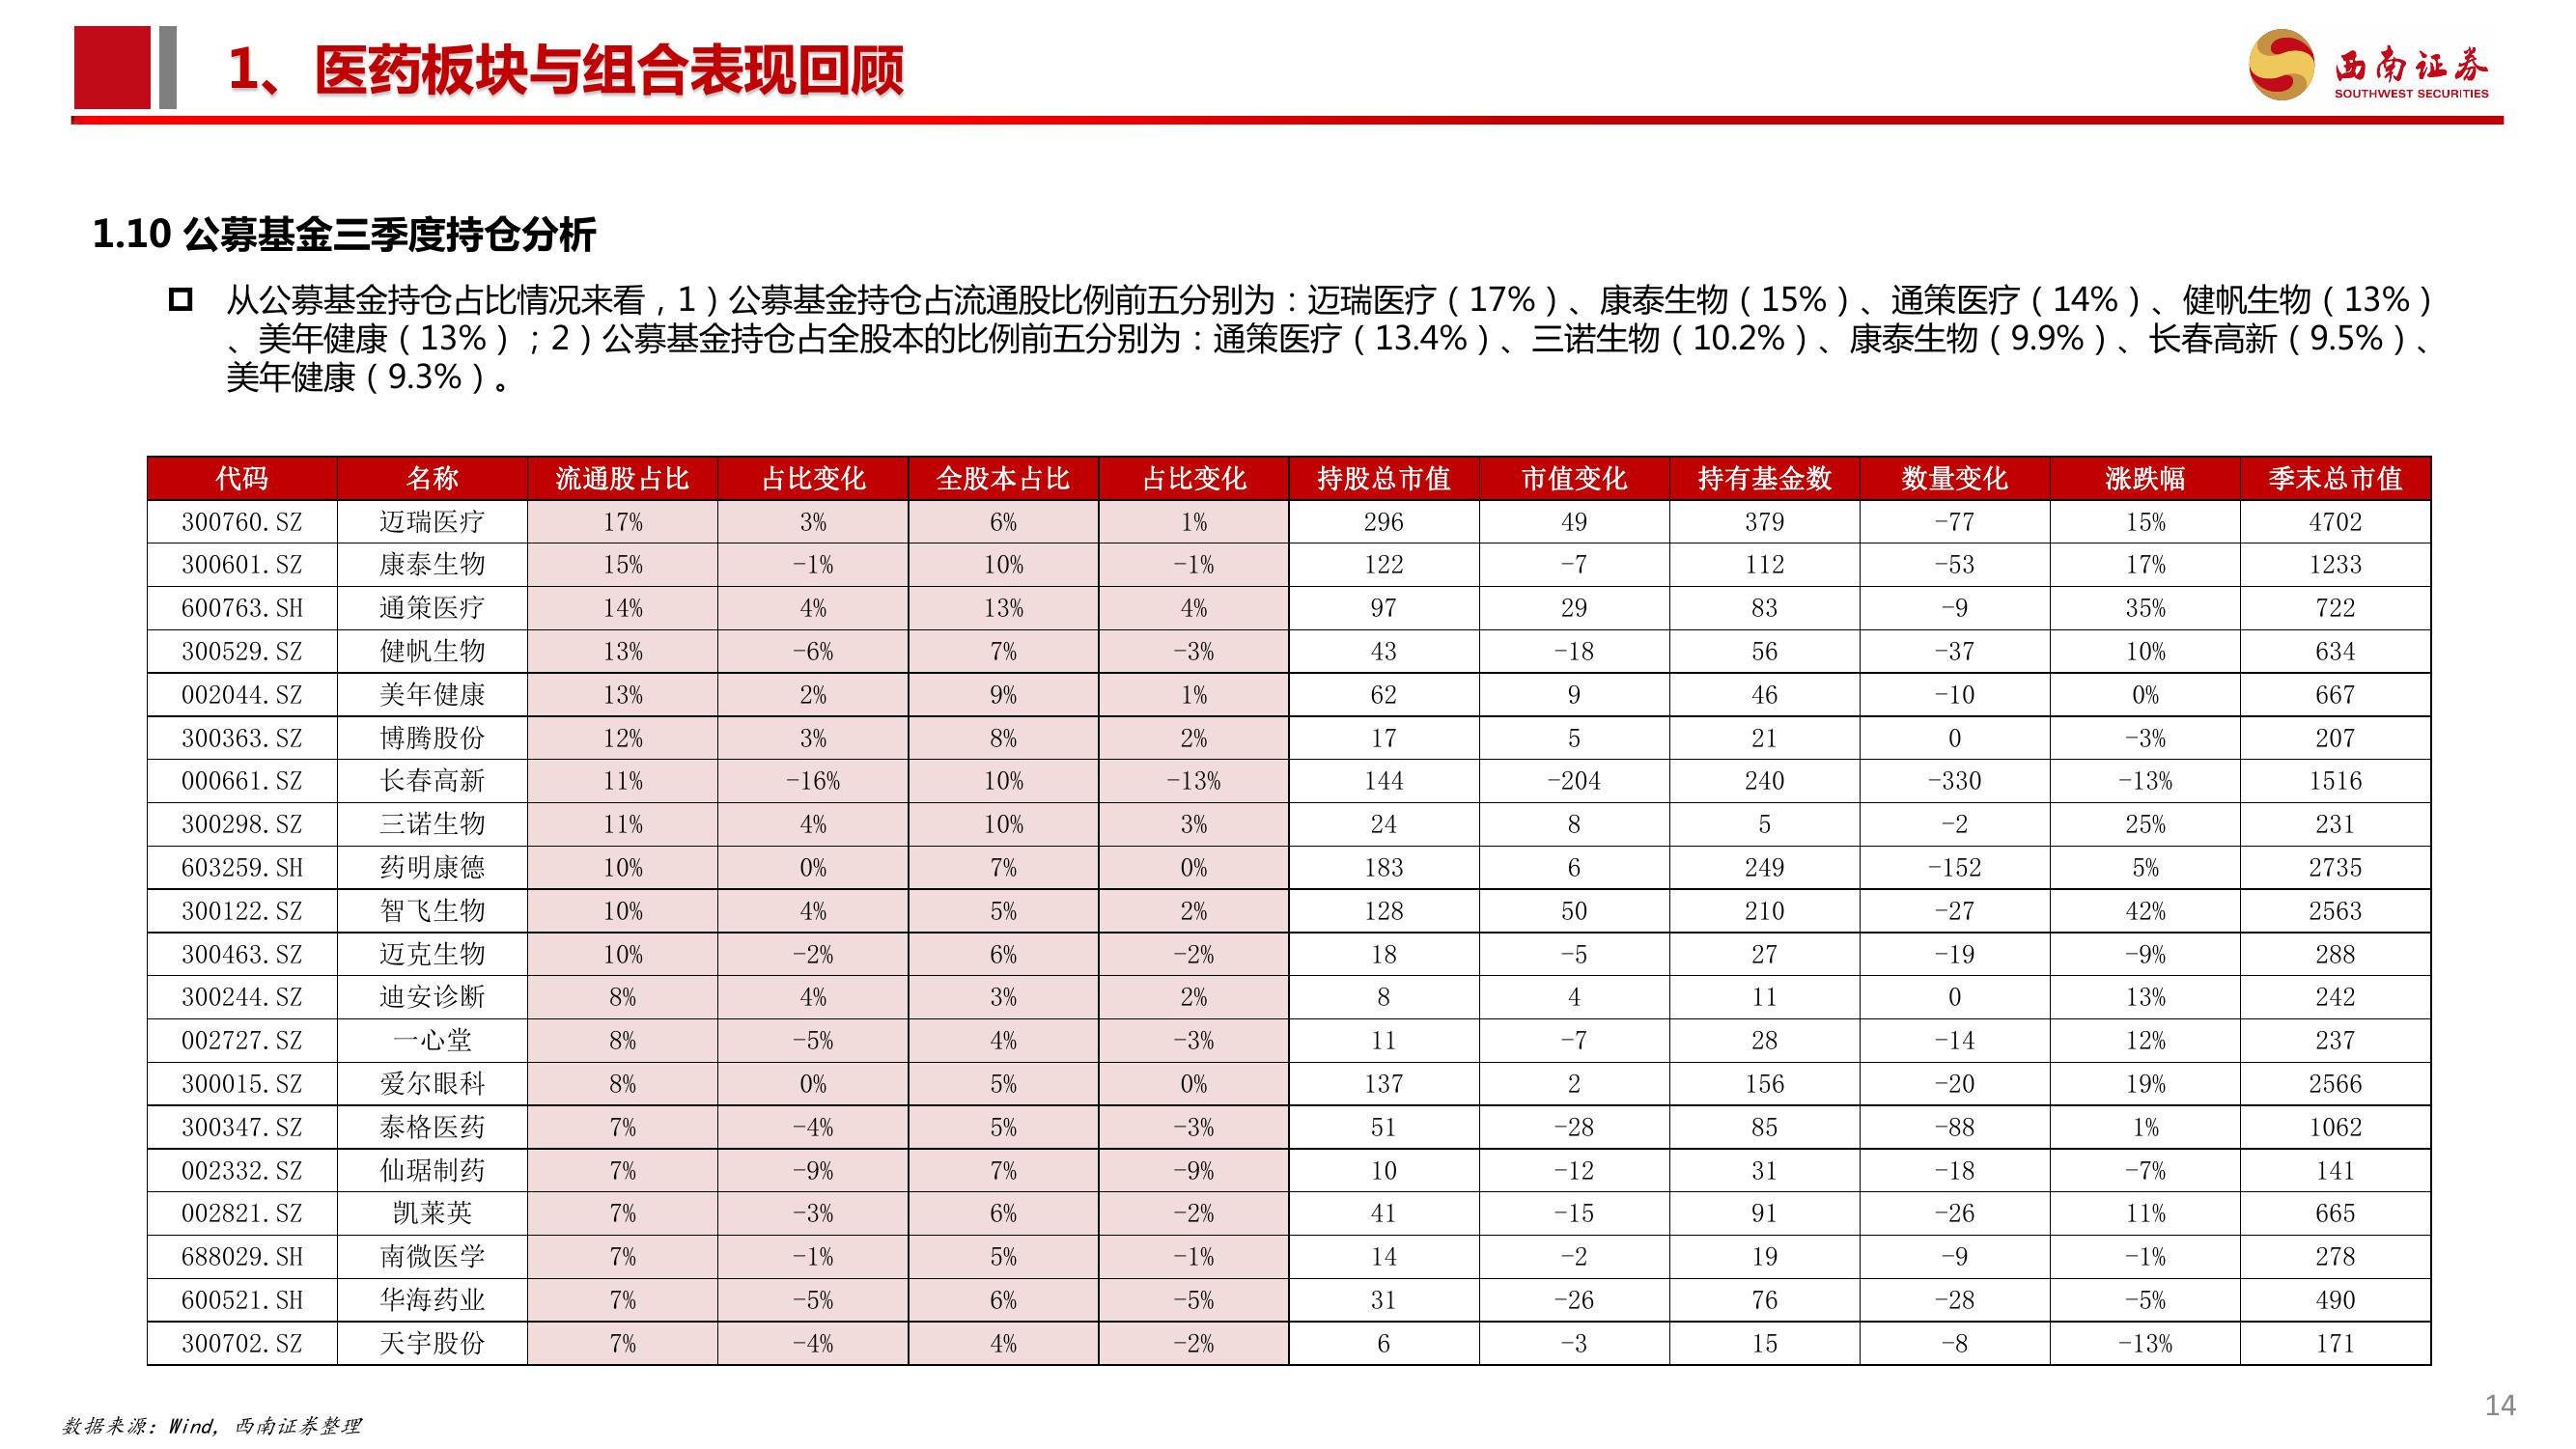 1、医药板块与组合表现回顾
西南证券
SOUTHWEST SECURITIES
1.10 公募基金三季度持仓分析
从公募基金持仓占比情况来看，1）公募基金持仓占流通股比例前五分别为：迈瑞医疗（17%）、康泰生物（15%）、通策医疗（14%）、健帆生物（13%）
、美年健康（13%）；2）公募基金持仓占全股本的比例前五分别为：通策医疗（13.4%）、三诺生物（10.2%）、康泰生物（9.9%）、长春高新（9.5%）、
美年健康（9.3%）。
代码 名称 流通股占比 占比变化 全股本占比 占比变化 持股总市值 市值变化 持有基金数 数量变化 涨跌幅 季末总市值
300760.SZ 迈瑞医疗 17% 3% 6% 1% 296 49 379 -77 15% 4702
300601.SZ 康泰生物 15% -1% 10% -1% 122 -7 112 -53 17% 1233
600763.SH 通策医疗 14% 4% 13% 4% 97 29 83 -9 35% 722
300529.SZ 健帆生物 13% -6% 7% -3% 43 -18 56 -37 10% 634
002044.SZ 美年健康 13% 2% 9% 1% 62 9 46 -10 0% 667
300363.SZ 博腾股份 12% 3% 8% 2% 17 5 21 0 -3% 207
000661.SZ 长春高新 11% -16% 10% -13% 144 -204 240 -330 -13% 1516
300298.SZ 三诺生物 11% 4% 10% 3% 24 8 5 -2 25% 231
603259.SH 药明康德 10% 0% 7% 0% 183 6 249 -152 5% 2735
300122.SZ 智飞生物 10% 4% 5% 2% 128 50 210 -27 42% 2563
300463.SZ 迈克生物 10% -2% 6% -2% 18 -5 27 -19 -9% 288
300244.SZ 迪安诊断 8% 4% 3% 2% 8 4 11 0 13% 242
002727.SZ 一心堂 8% -5% 4% -3% 11 -7 28 -14 12% 237
300015.SZ 爱尔眼科 8% 0% 5% 0% 137 2 156 -20 19% 2566
300347.SZ 泰格医药 7% -4% 5% -3% 51 -28 85 -88 1% 1062
002332.SZ 仙琚制药 7% -9% 7% -9% 10 -12 31 -18 -7% 141
002821.SZ 凯莱英 7% -3% 6% -2% 41 -15 91 -26 11% 665
688029.SH 南微医学 7% -1% 5% -1% 14 -2 19 -9 -1% 278
600521.SH 华海药业 7% -5% 6% -5% 31 -26 76 -28 -5% 490
300702.SZ 天宇股份 7% -4% 4% -2% 6 -3 15 -8 -13% 171
数据来源：Wind，西南证券整理
14